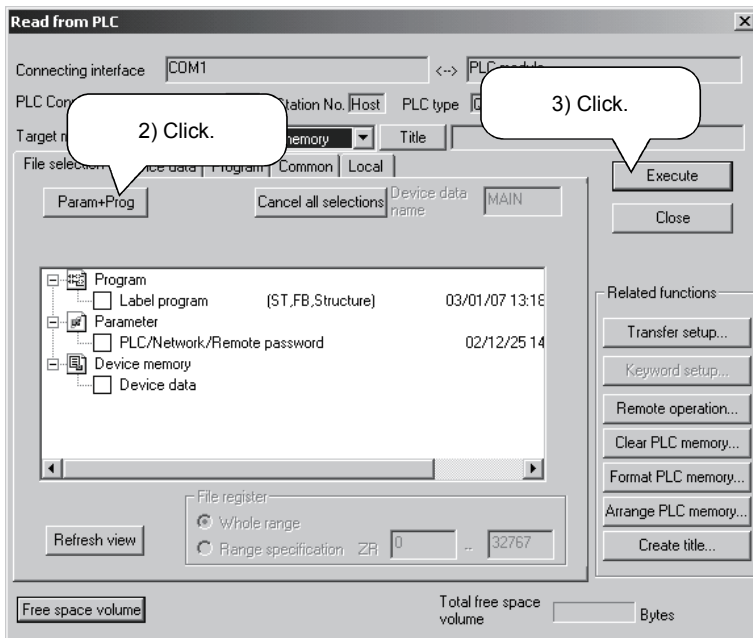 Read from PLC
Connecting interface COM1 <--> PLC module
PLC Station No. Host PLC type
Target memory Title
2) Click.
3) Click.
File selection data Program Common Local
Execute
Param+Prog Cancel all selections Device data name MAIN
Close
Program
Label program (ST,FB,Structure) 03/01/07 13:18
Parameter
PLC/Network/Remote password 02/12/25 14
Device memory
Device data
Related functions
Transfer setup...
Keyword setup...
Remote operation...
Clear PLC memory...
Format PLC memory...
Arrange PLC memory...
Create title...
File register
Whole range
Refresh view
Range specification ZR 0 -- 32767
Free space volume
Total free space volume Bytes